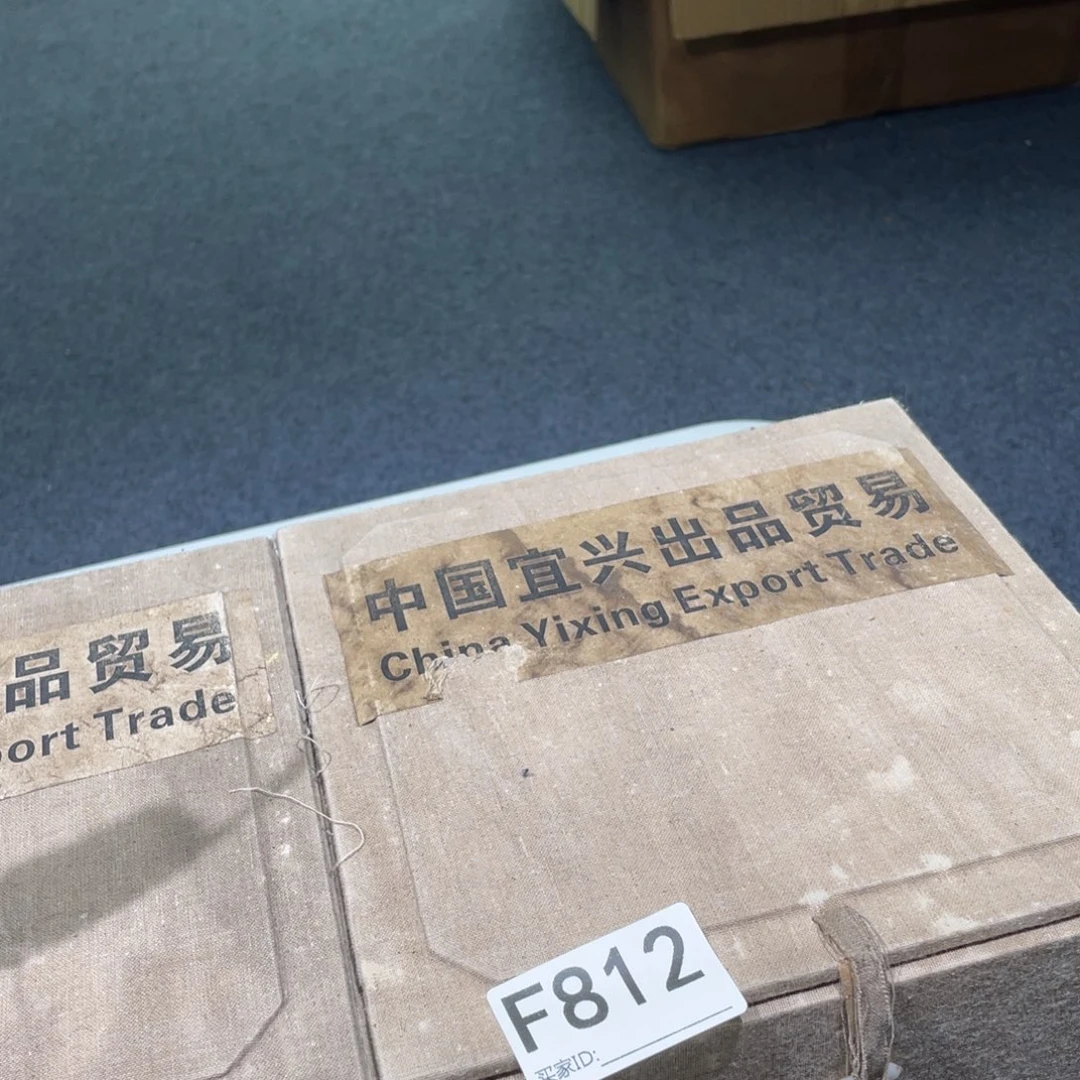 中国宜兴出品贸易
China Yixing Export Trade
品贸易
port Trade
F812
买家ID: